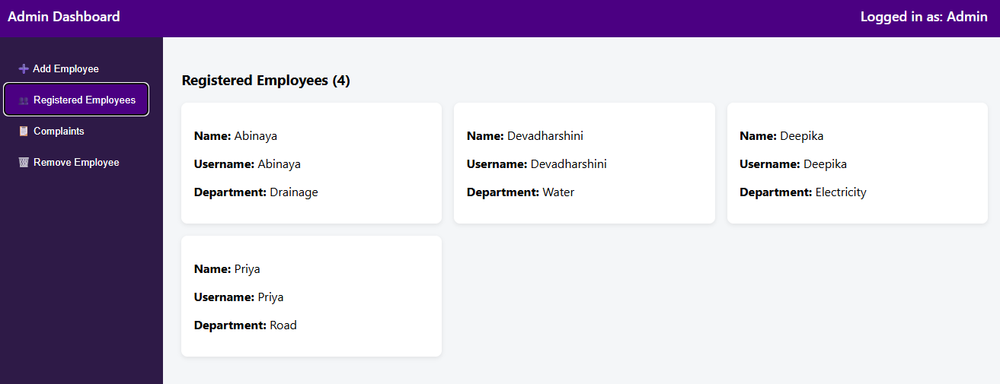 Admin Dashboard
Logged in as: Admin
Add Employee
Registered Employees
Complaints
Remove Employee
Registered Employees (4)
Name: Abinaya
Username: Abinaya
Department: Drainage
Name: Devadharshini
Username: Devadharshini
Department: Water
Name: Deepika
Username: Deepika
Department: Electricity
Name: Priya
Username: Priya
Department: Road